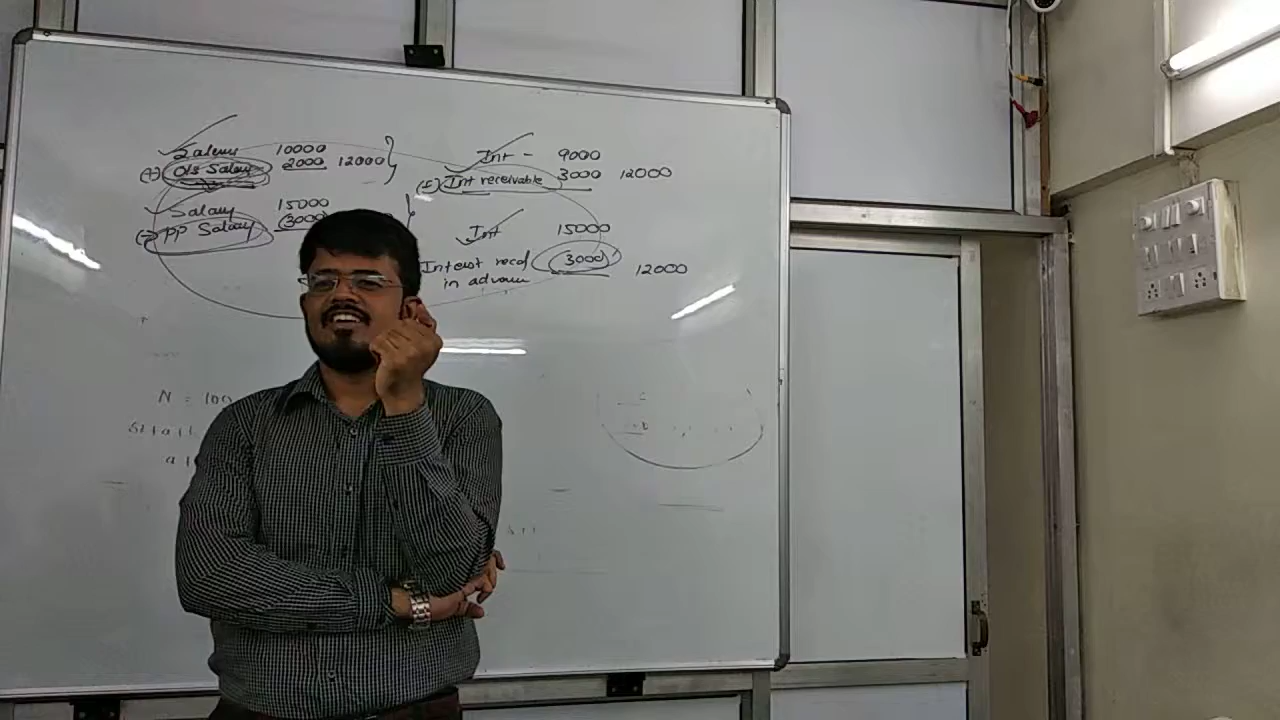 Salary 10000
(+) O/s Salary 2000 12000
Salary 15000
(-) PP Salary 3000
Int - 9000
(+) Int receivable 3000 12000
Int 15000
Interest recd 3000
in advance 12000
N = 100